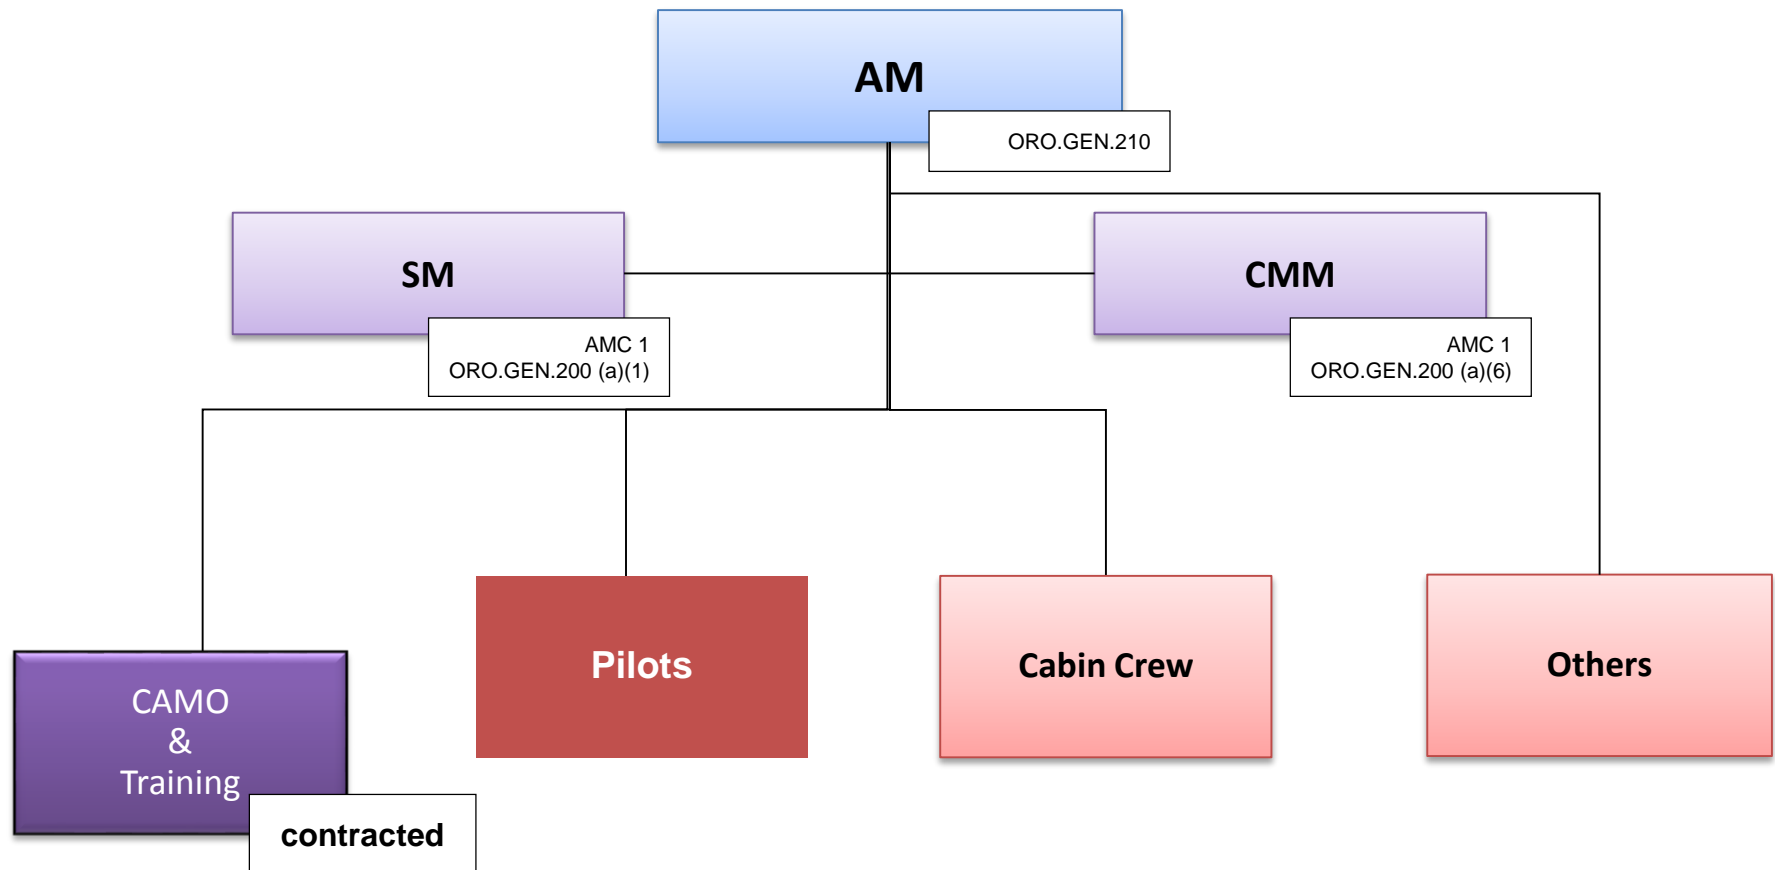 AM
ORO.GEN.210
SM
AMC 1
ORO.GEN.200 (a)(1)
CMM
AMC 1
ORO.GEN.200 (a)(6)
CAMO
&
Training
contracted
Pilots
Cabin Crew
Others